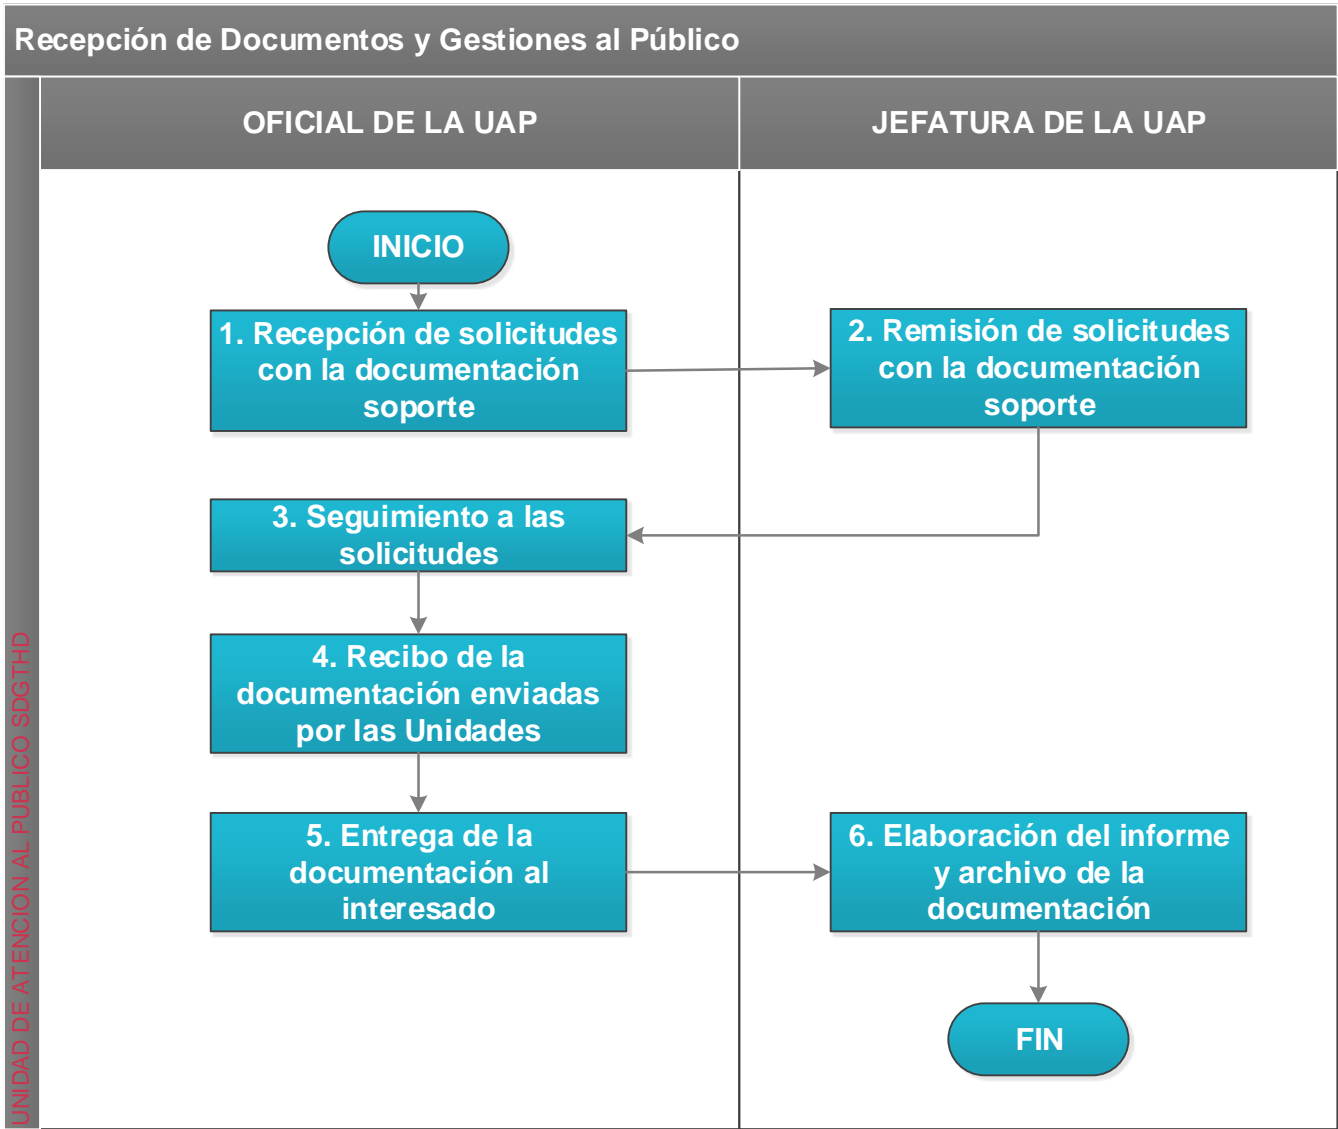 Recepción de Documentos y Gestiones al Público
OFICIAL DE LA UAP
JEFATURA DE LA UAP
UNIDAD DE ATENCION AL PUBLICO SDGTHD
INICIO
1. Recepción de solicitudes
con la documentación
soporte
2. Remisión de solicitudes
con la documentación
soporte
3. Seguimiento a las
solicitudes
4. Recibo de la
documentación enviadas
por las Unidades
5. Entrega de la
documentación al
interesado
6. Elaboración del informe
y archivo de la
documentación
FIN